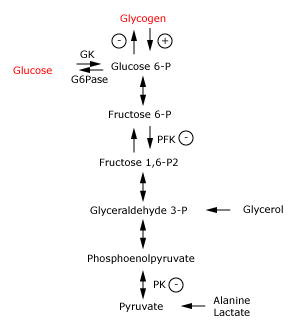 Glycogen
- +
GK
Glucose Glucose 6-P
G6Pase
Fructose 6-P
PFK -
Fructose 1,6-P2
Glyceraldehyde 3-P Glycerol
Phosphoenolpyruvate
PK -
Pyruvate Alanine
Lactate